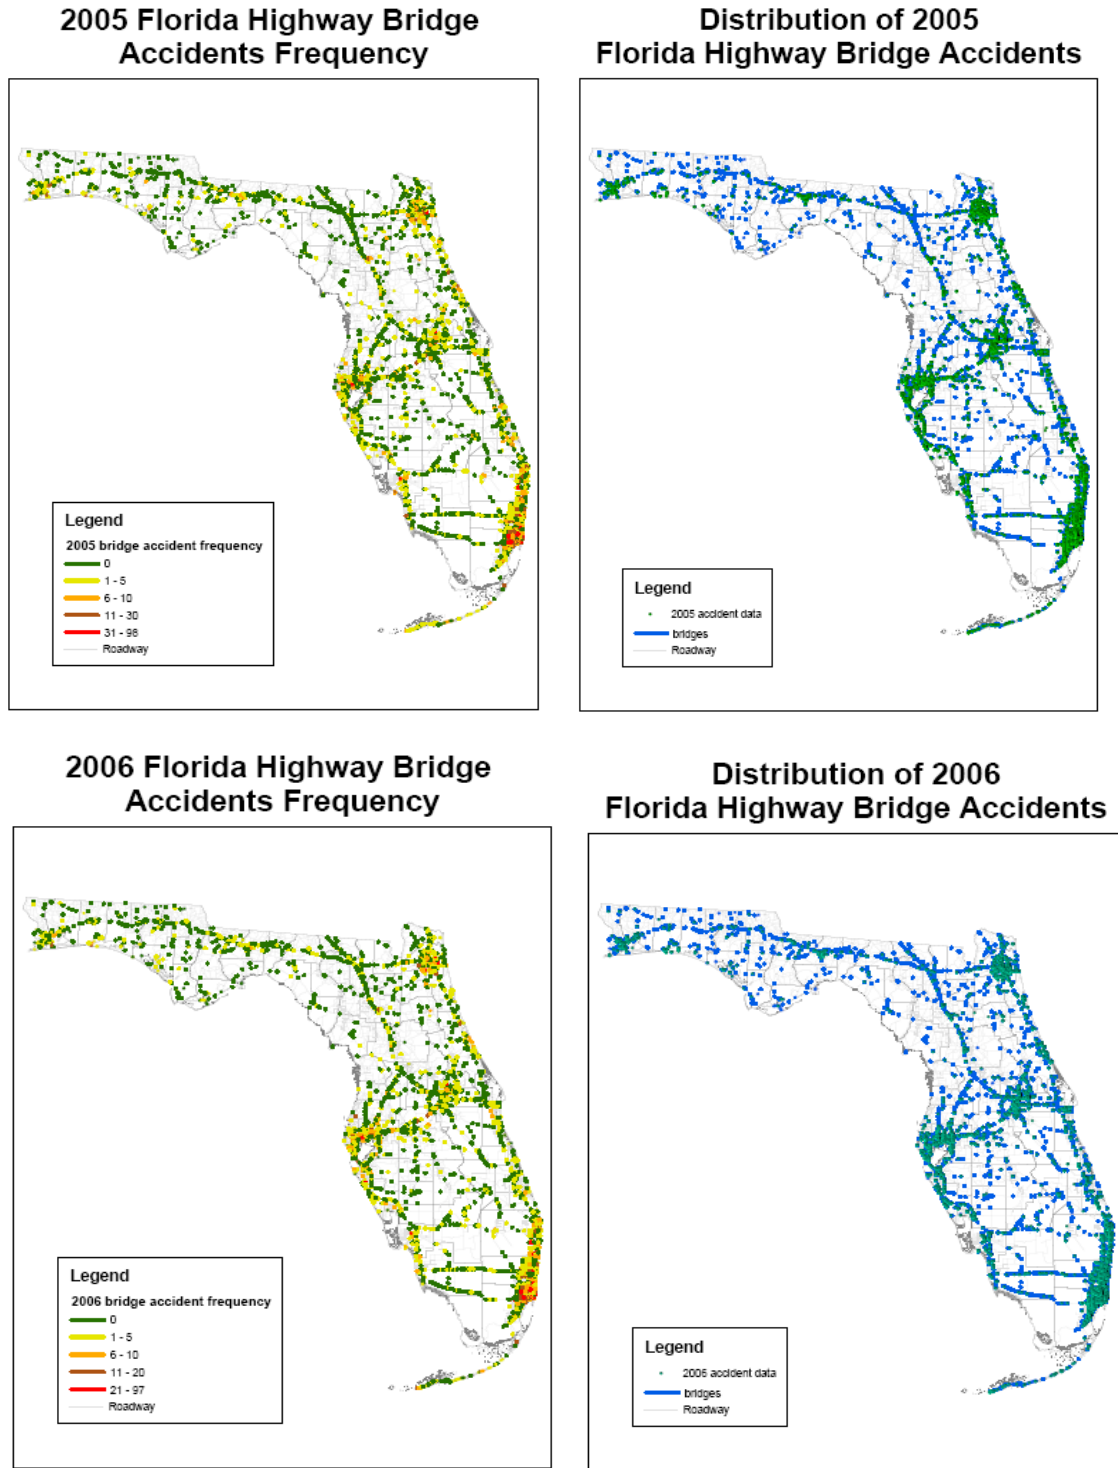 2005 Florida Highway Bridge
Accidents Frequency
Legend
2005 bridge accident frequency
0
1 - 5
6 - 10
11 - 30
31 - 98
Roadway
Distribution of 2005
Florida Highway Bridge Accidents
Legend
2005 accident data
bridges
Roadway
2006 Florida Highway Bridge
Accidents Frequency
Legend
2006 bridge accident frequency
0
1 - 5
6 - 10
11 - 20
21 - 97
Roadway
Distribution of 2006
Florida Highway Bridge Accidents
Legend
2006 accident data
bridges
Roadway